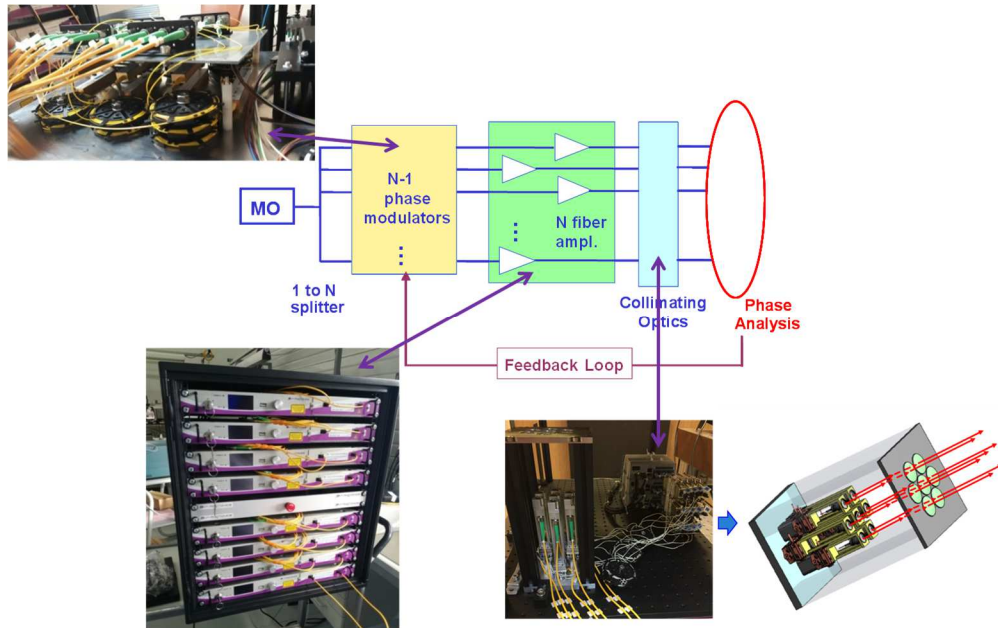 MO
1 to N
splitter
N-1
phase
modulators
⋮
⋮
N fiber
ampl.
Collimating
Optics
Phase
Analysis
Feedback Loop